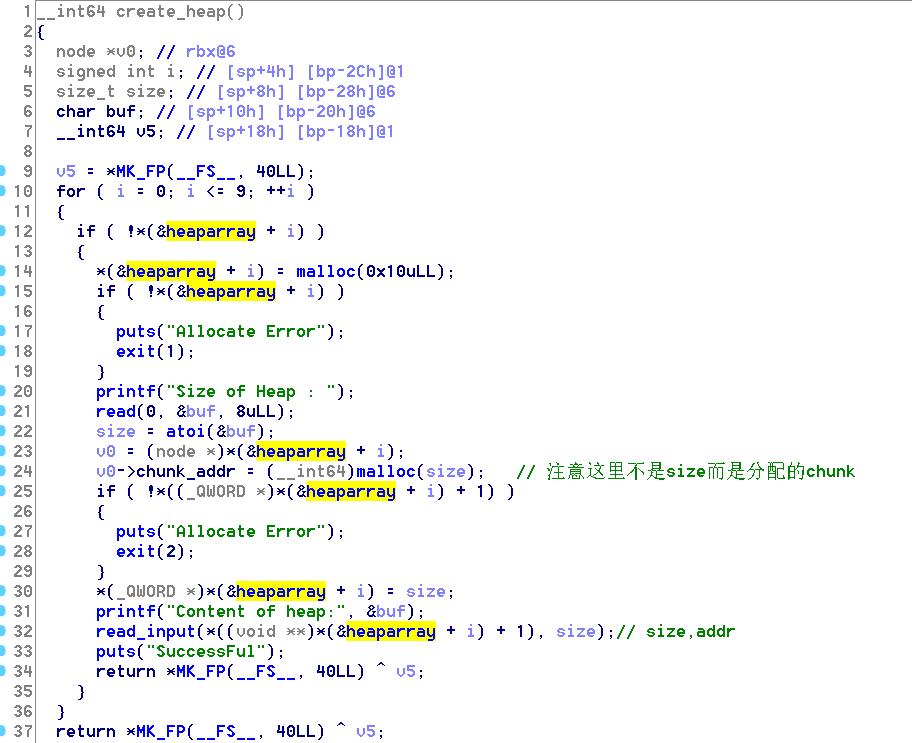 1 __int64 create_heap()
2 {
3   node *v0; // rbx@6
4   signed int i; // [sp+4h] [bp-2Ch]@1
5   size_t size; // [sp+8h] [bp-28h]@6
6   char buf; // [sp+10h] [bp-20h]@6
7   __int64 v5; // [sp+18h] [bp-18h]@1
8
9   v5 = *MK_FP(__FS__, 40LL);
10   for ( i = 0; i <= 9; ++i )
11   {
12     if ( !*(&heaparray + i) )
13     {
14       *(&heaparray + i) = malloc(0x10uLL);
15       if ( !*(&heaparray + i) )
16       {
17         puts("Allocate Error");
18         exit(1);
19       }
20       printf("Size of Heap : ");
21       read(0, &buf, 8uLL);
22       size = atoi(&buf);
23       v0 = (node *)*(&heaparray + i);
24       v0->chunk_addr = (__int64)malloc(size);   // 注意这里不是size而是分配的chunk
25       if ( !*((_QWORD *)*(&heaparray + i) + 1) )
26       {
27         puts("Allocate Error");
28         exit(2);
29       }
30       *(_QWORD *)*(&heaparray + i) = size;
31       printf("Content of heap:", &buf);
32       read_input(*((void **)*(&heaparray + i) + 1), size);// size,addr
33       puts("SuccessFul");
34       return *MK_FP(__FS__, 40LL) ^ v5;
35     }
36   }
37   return *MK_FP(__FS__, 40LL) ^ v5;